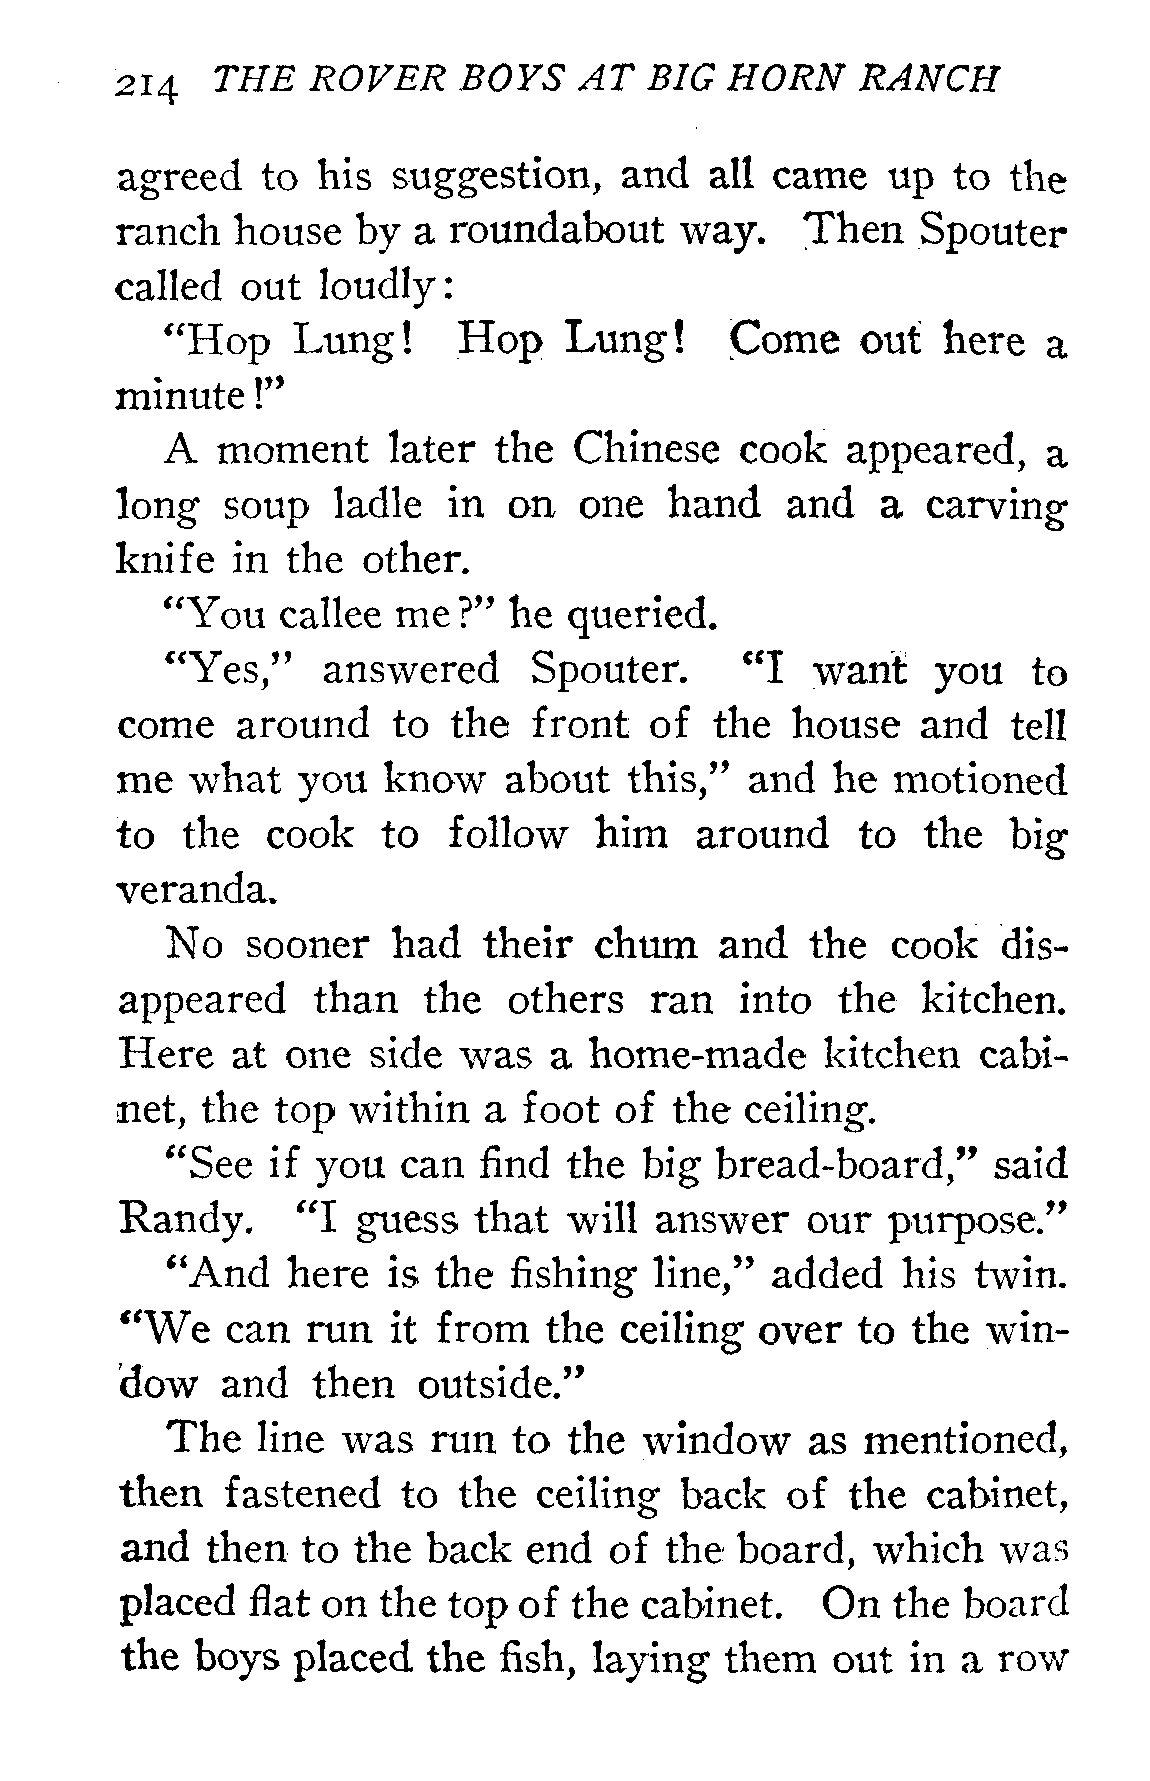 214 THE ROVER BOYS AT BIG HORN RANCH
agreed to his suggestion, and all came up to the
ranch house by a roundabout way. Then Spouter
called out loudly:
“Hop Lung! Hop Lung! Come out here a
minute!”
A moment later the Chinese cook appeared, a
long soup ladle in on one hand and a carving
knife in the other.
“You callee me?” he queried.
“Yes,” answered Spouter. “I want you to
come around to the front of the house and tell
me what you know about this,” and he motioned
to the cook to follow him around to the big
veranda.
No sooner had their chum and the cook dis-
appeared than the others ran into the kitchen.
Here at one side was a home-made kitchen cabi-
net, the top within a foot of the ceiling.
“See if you can find the big bread-board,” said
Randy. “I guess that will answer our purpose.”
“And here is the fishing line,” added his twin.
“We can run it from the ceiling over to the win-
dow and then outside.”
The line was run to the window as mentioned,
then fastened to the ceiling back of the cabinet,
and then to the back end of the board, which was
placed flat on the top of the cabinet. On the board
the boys placed the fish, laying them out in a row